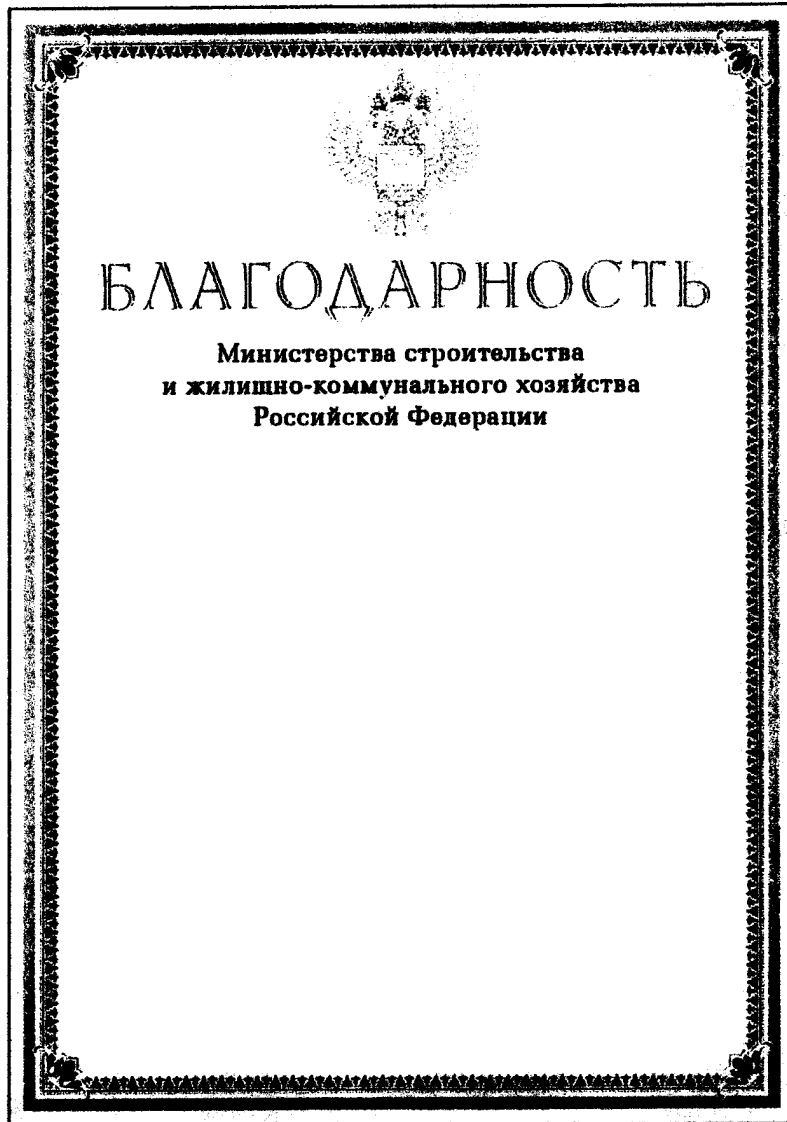 БЛАГОДАРНОСТЬ
Министерства строительства
и жилищно-коммунального хозяйства
Российской Федерации